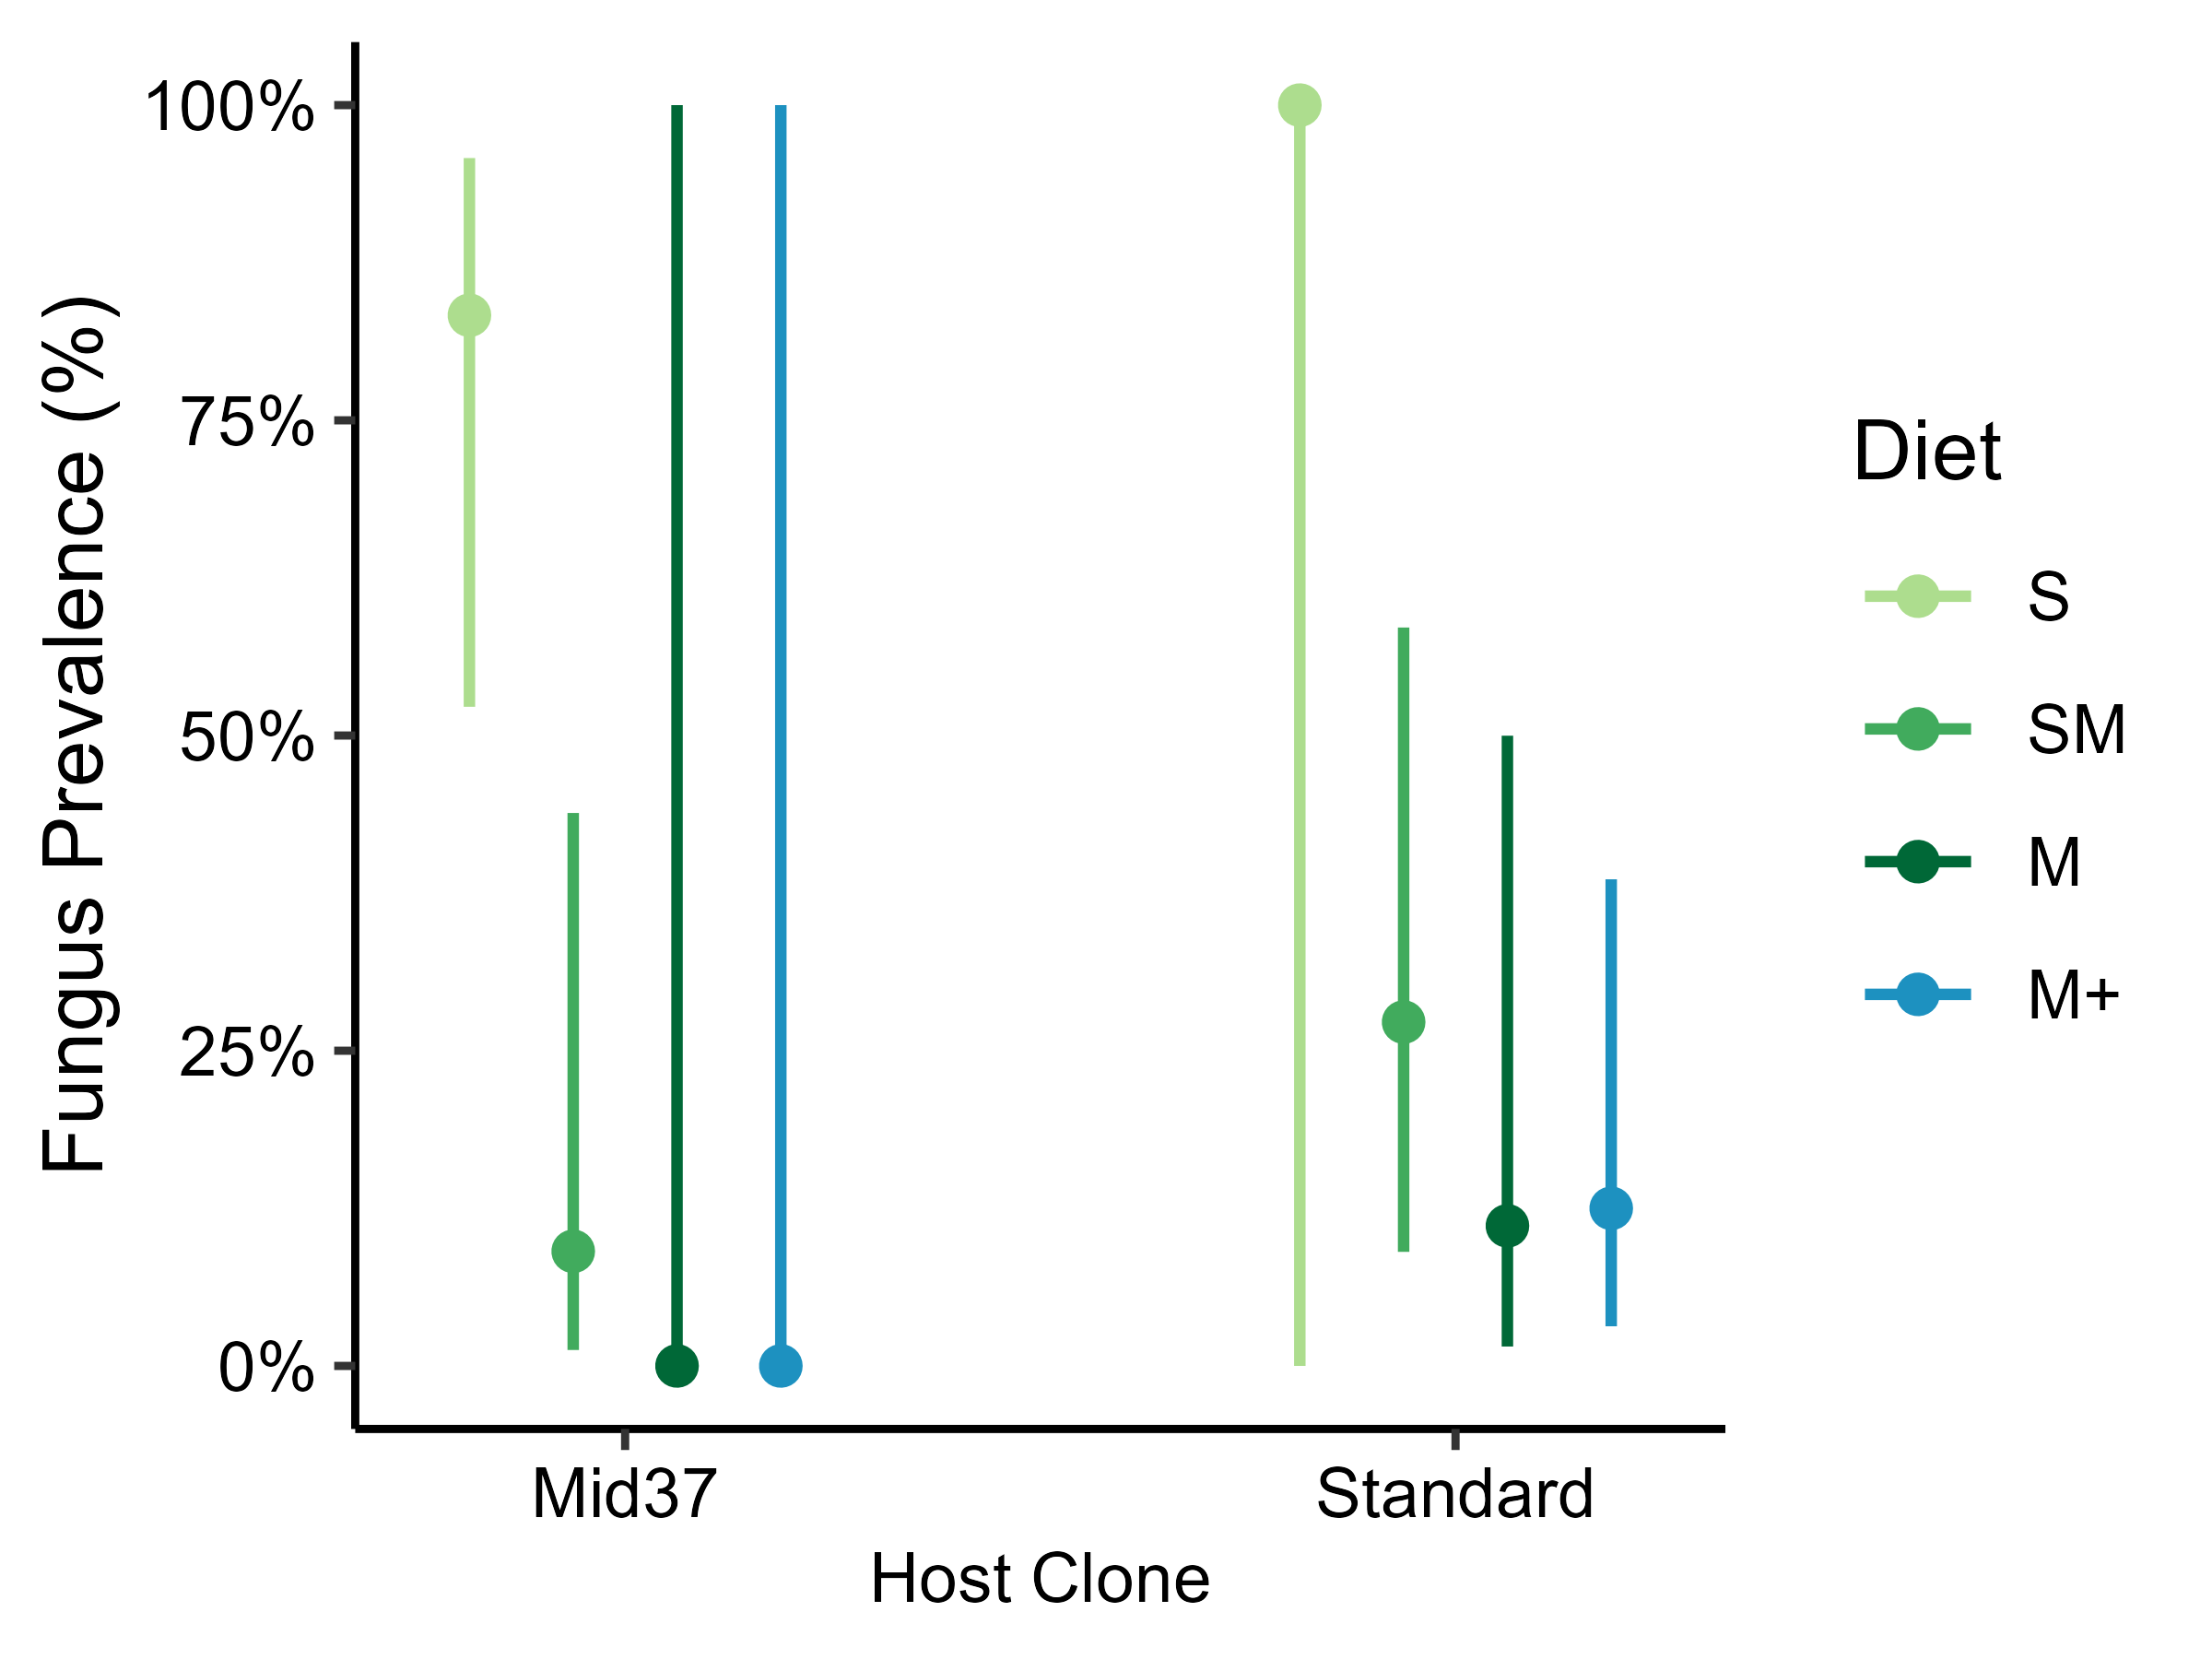 Fungus Prevalence (%)
100%
75%
50%
25%
0%
Mid37
Standard
Host Clone
Diet
S
SM
M
M+